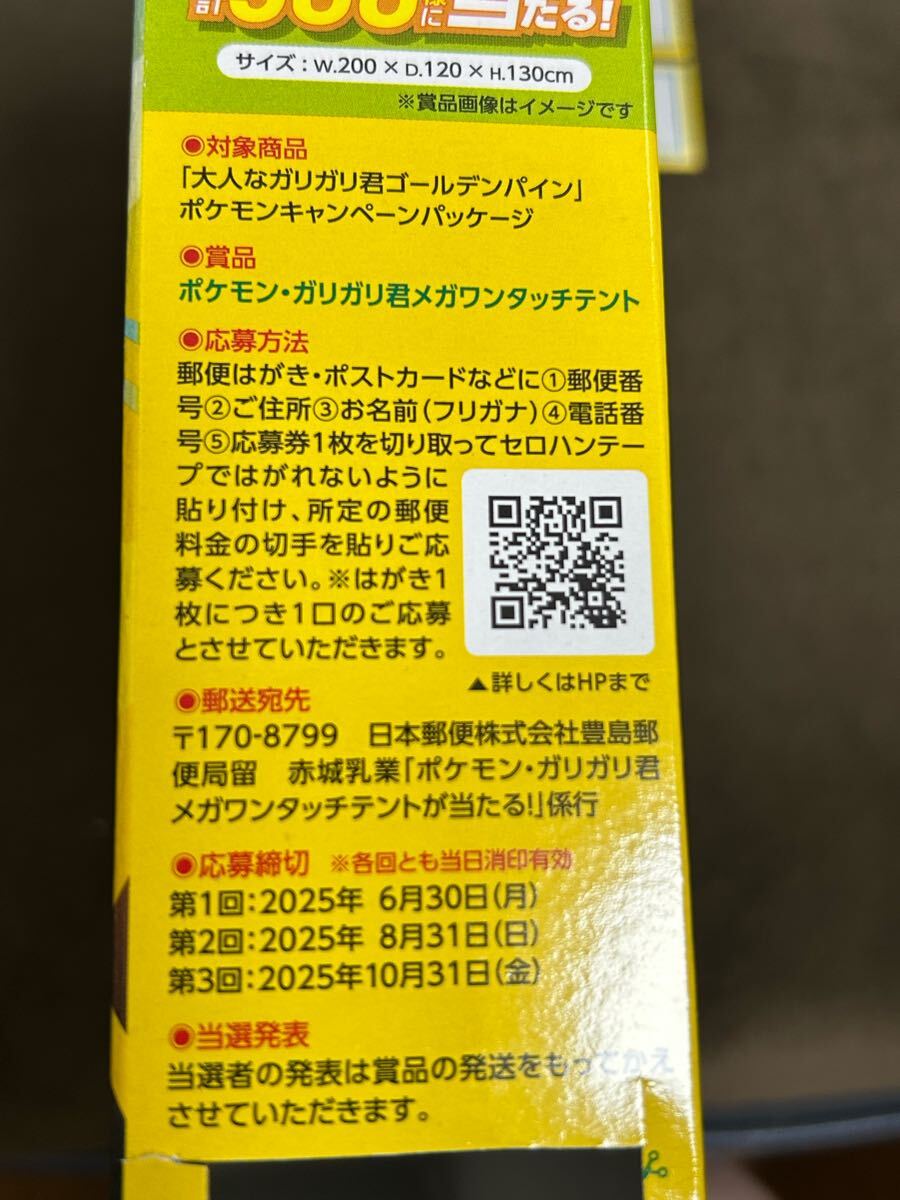 計300様に当たる!
サイズ：W.200×D.120×H.130cm
※賞品画像はイメージです
◉対象商品
「大人なガリガリ君ゴールデンパイン」
ポケモンキャンペーンパッケージ
◉賞品
ポケモン・ガリガリ君メガワンタッチテント
◉応募方法
郵便はがき・ポストカードなどに①郵便番
号②ご住所③お名前(フリガナ)④電話番
号⑤応募券1枚を切り取ってセロハンテー
プではがれないように
貼り付け、所定の郵便
料金の切手を貼りご応
募ください。※はがき1
枚につき1口のご応募
とさせていただきます。
▲詳しくはHPまで
◉郵送宛先
〒170-8799　日本郵便株式会社豊島郵
便局留　赤城乳業「ポケモン・ガリガリ君
メガワンタッチテントが当たる!」係行
◉応募締切 ※各回とも当日消印有効
第1回：2025年 6月30日(月)
第2回：2025年 8月31日(日)
第3回：2025年10月31日(金)
◉当選発表
当選者の発表は賞品の発送をもってかえ
させていただきます。